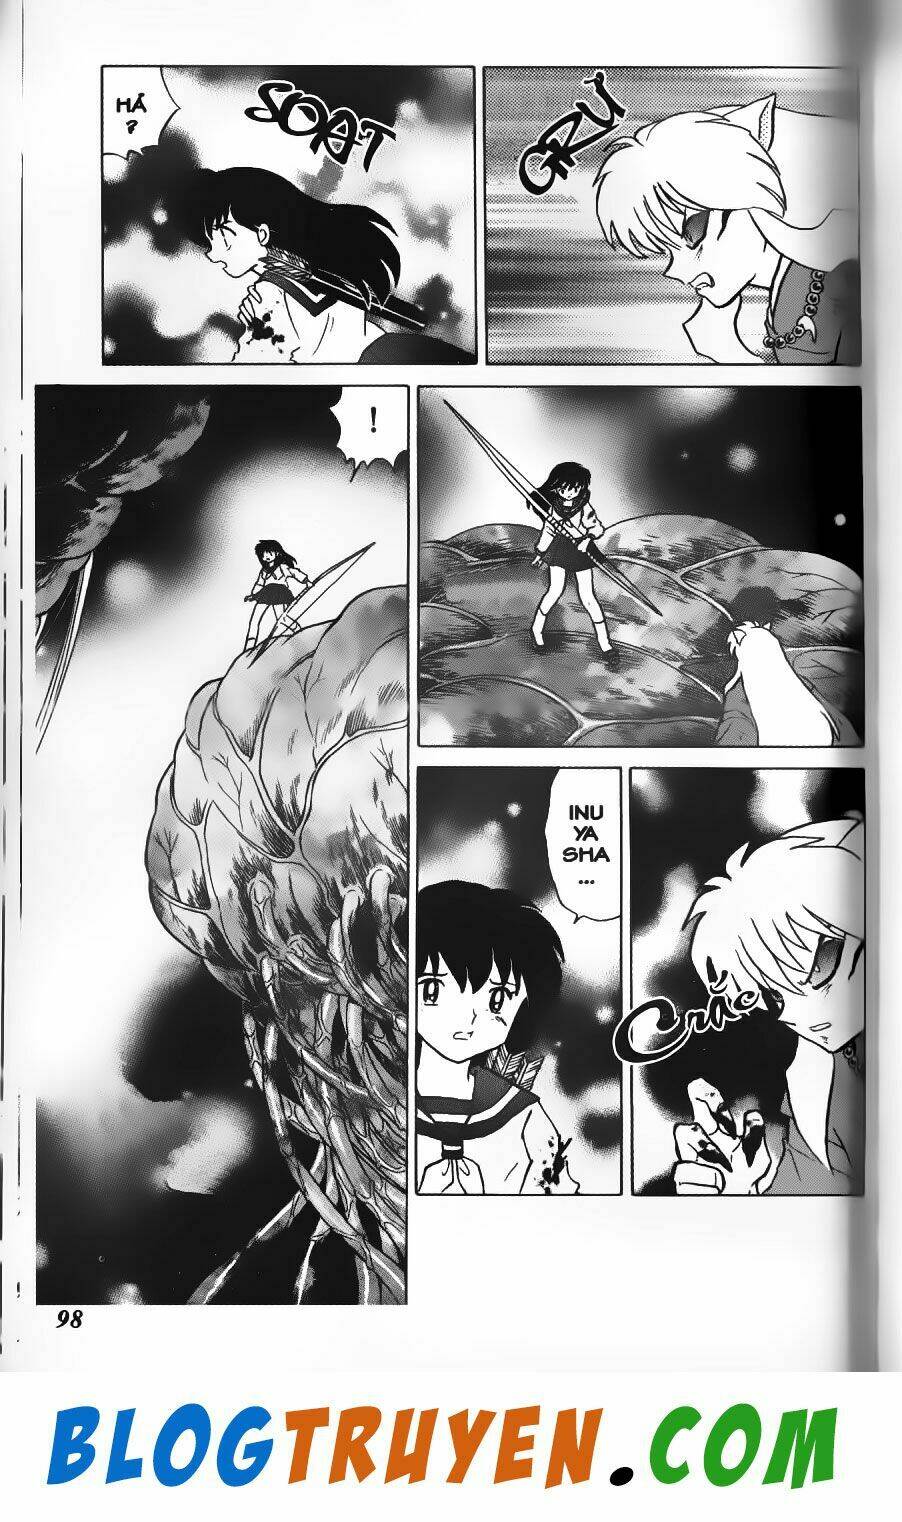 GRỪ
SOẠT
HẢ
?
!
INU
YA
SHA
...
Crắc
98
BLOGTRUYEN.COM